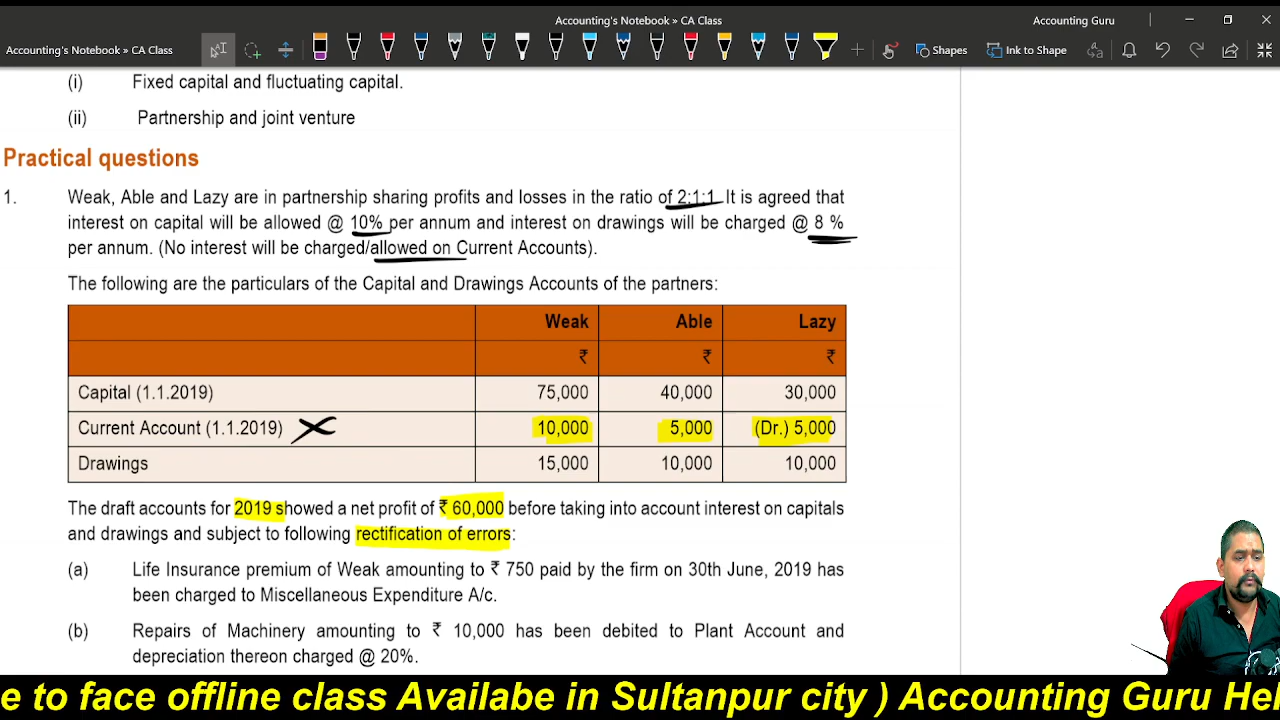 Accounting's Notebook » CA Class
Accounting Guru
Accounting's Notebook » CA Class
Shapes
Ink to Shape
(i) Fixed capital and fluctuating capital.
(ii) Partnership and joint venture
Practical questions
1. Weak, Able and Lazy are in partnership sharing profits and losses in the ratio of 2:1:1. It is agreed that
interest on capital will be allowed @ 10% per annum and interest on drawings will be charged @ 8 %
per annum. (No interest will be charged/allowed on Current Accounts).
The following are the particulars of the Capital and Drawings Accounts of the partners:
Weak Able Lazy
₹ ₹ ₹
Capital (1.1.2019) 75,000 40,000 30,000
Current Account (1.1.2019) 10,000 5,000 (Dr.) 5,000
Drawings 15,000 10,000 10,000
The draft accounts for 2019 showed a net profit of ₹ 60,000 before taking into account interest on capitals
and drawings and subject to following rectification of errors:
(a) Life Insurance premium of Weak amounting to ₹ 750 paid by the firm on 30th June, 2019 has
been charged to Miscellaneous Expenditure A/c.
(b) Repairs of Machinery amounting to ₹ 10,000 has been debited to Plant Account and
depreciation thereon charged @ 20%.
e to face offline class Availabe in Sultanpur city ) Accounting Guru Hel